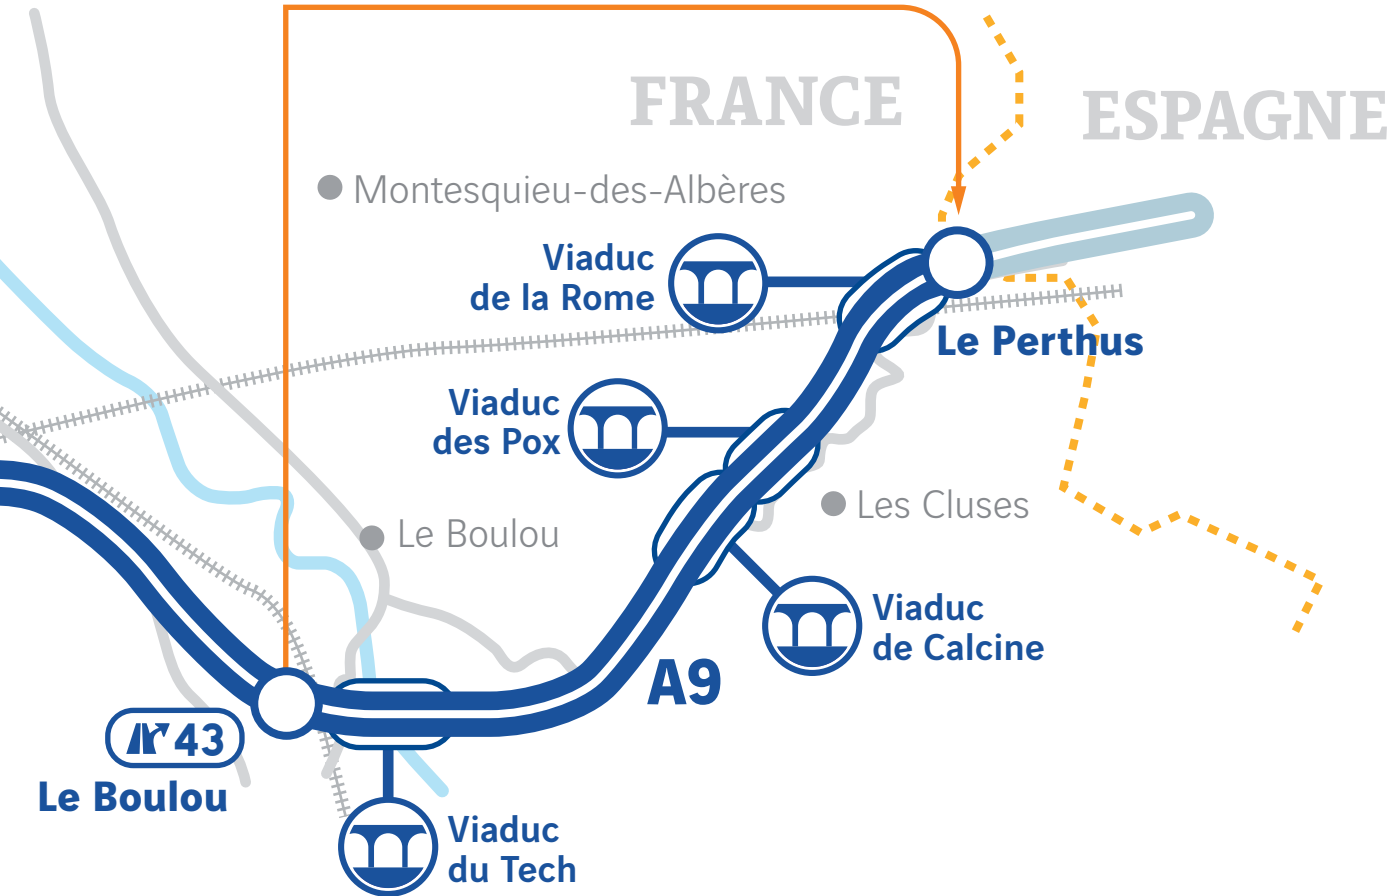 FRANCE
ESPAGNE
Montesquieu-des-Albères
Viaduc
de la Rome
Le Perthus
Viaduc
des Pox
Les Cluses
Le Boulou
Viaduc
de Calcine
A9
43
Le Boulou
Viaduc
du Tech